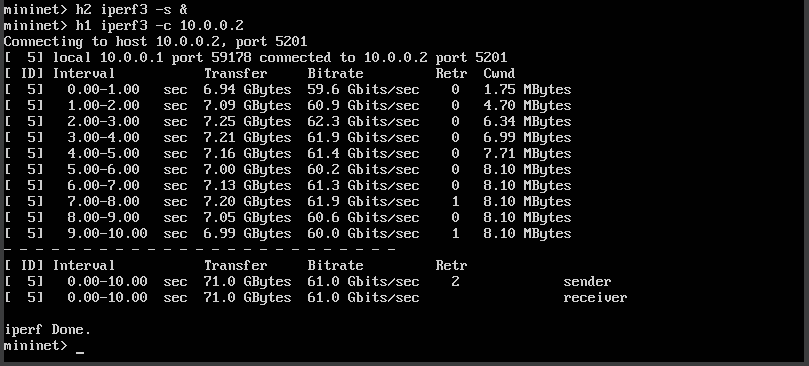 mininet> h2 iperf3 -s &
mininet> h1 iperf3 -c 10.0.0.2
Connecting to host 10.0.0.2, port 5201
[  5] local 10.0.0.1 port 59178 connected to 10.0.0.2 port 5201
[ ID] Interval           Transfer     Bitrate         Retr  Cwnd
[  5]   0.00-1.00   sec  6.94 GBytes  59.6 Gbits/sec    0   1.75 MBytes
[  5]   1.00-2.00   sec  7.09 GBytes  60.9 Gbits/sec    0   4.70 MBytes
[  5]   2.00-3.00   sec  7.25 GBytes  62.3 Gbits/sec    0   6.34 MBytes
[  5]   3.00-4.00   sec  7.21 GBytes  61.9 Gbits/sec    0   6.99 MBytes
[  5]   4.00-5.00   sec  7.16 GBytes  61.4 Gbits/sec    0   7.71 MBytes
[  5]   5.00-6.00   sec  7.00 GBytes  60.2 Gbits/sec    0   8.10 MBytes
[  5]   6.00-7.00   sec  7.13 GBytes  61.3 Gbits/sec    0   8.10 MBytes
[  5]   7.00-8.00   sec  7.20 GBytes  61.9 Gbits/sec    1   8.10 MBytes
[  5]   8.00-9.00   sec  7.05 GBytes  60.6 Gbits/sec    0   8.10 MBytes
[  5]   9.00-10.00  sec  6.99 GBytes  60.0 Gbits/sec    1   8.10 MBytes
- - - - - - - - - - - - - - - - - - - - - - - - -
[ ID] Interval           Transfer     Bitrate         Retr
[  5]   0.00-10.00  sec  71.0 GBytes  61.0 Gbits/sec    2             sender
[  5]   0.00-10.00  sec  71.0 GBytes  61.0 Gbits/sec                  receiver
iperf Done.
mininet> _